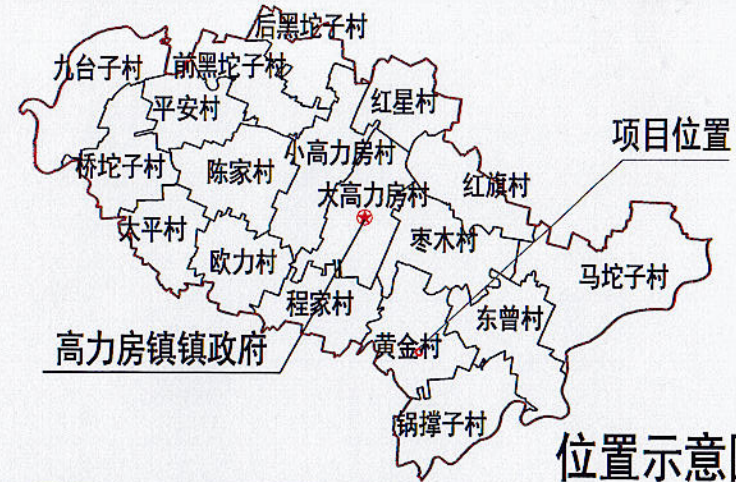 后黑坨子村
九台子村
前黑坨子村
红星村
平安村
项目位置
小高力房村
桥坨子村
陈家村
红旗村
大高力房村
太平村
枣木村
欧力村
马坨子村
程家村
东曾村
高力房镇镇政府
黄金村
锅撑子村
位置示意